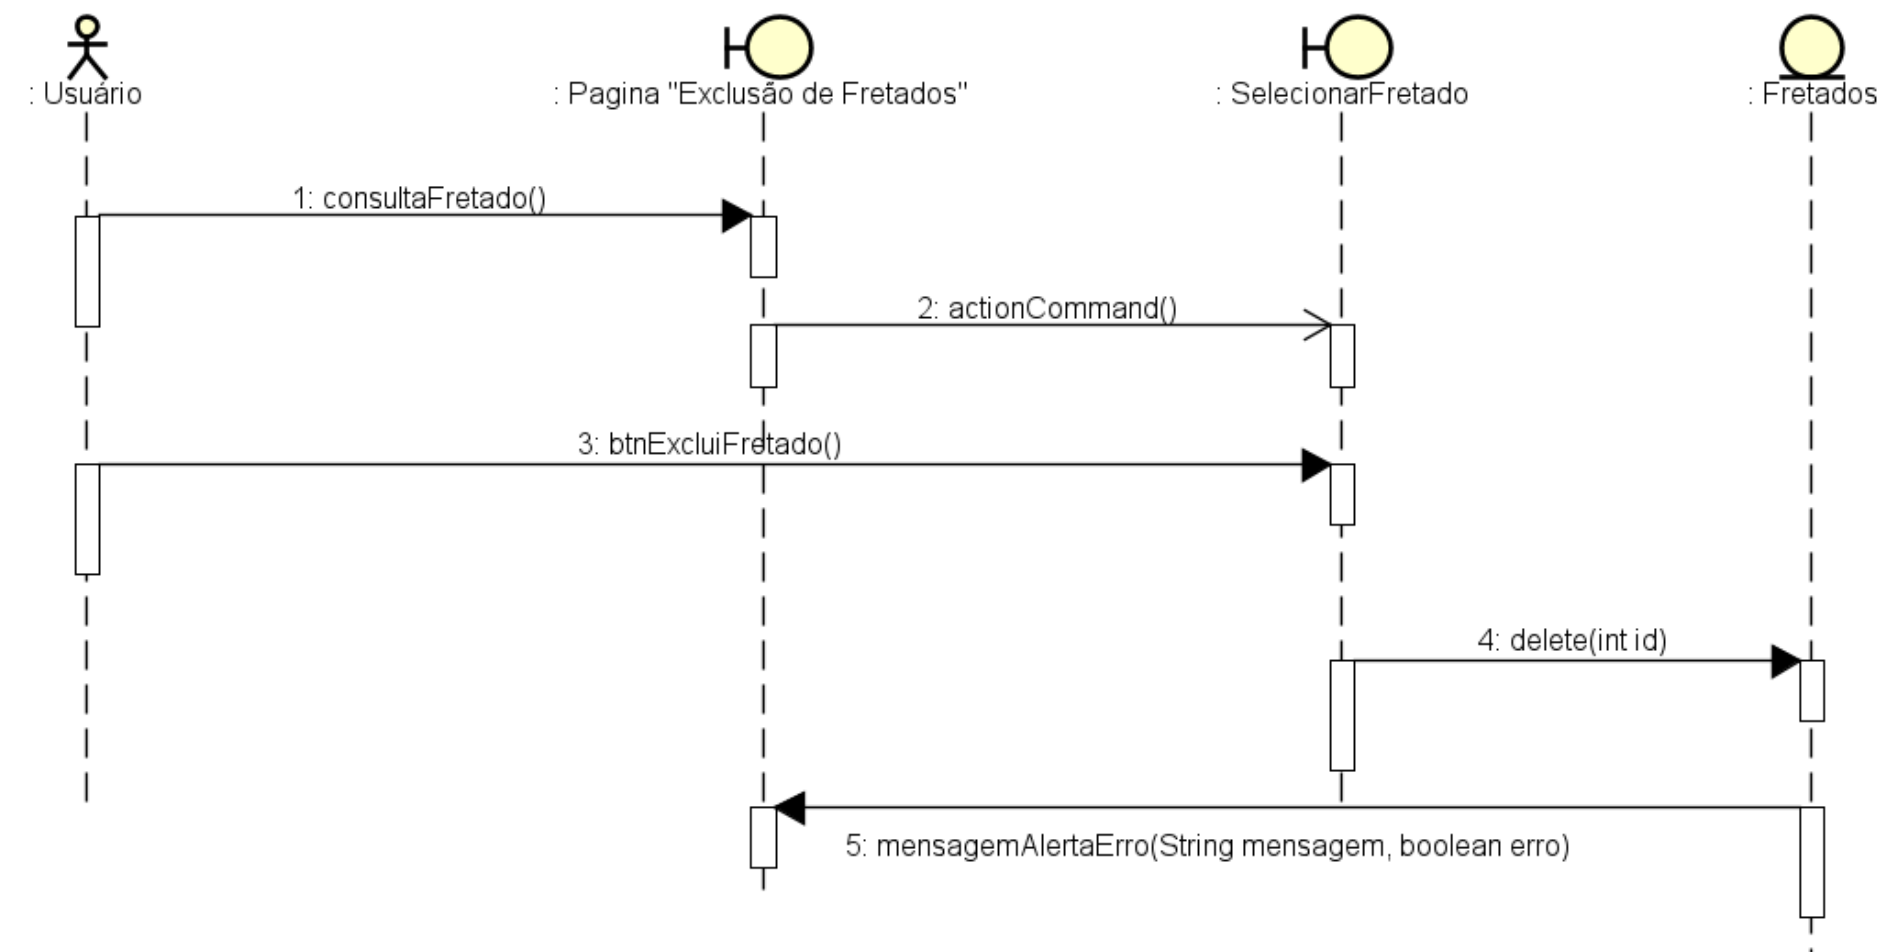 : Usuário
: Pagina "Exclusão de Fretados"
: SelecionarFretado
: Fretados
1: consultaFretado()
2: actionCommand()
3: btnExcluiFretado()
4: delete(int id)
5: mensagemAlertaErro(String mensagem, boolean erro)